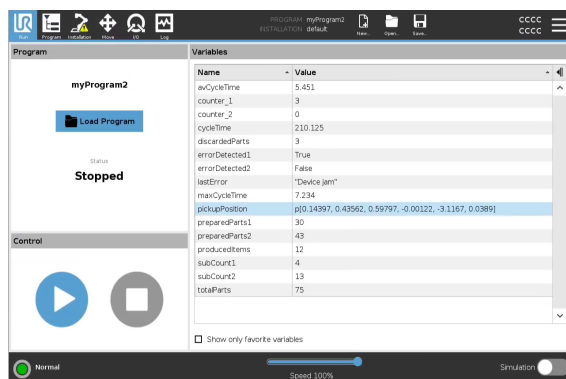 UR
Run
Program
Installation
Move
I/O
Log
PROGRAM myProgram2
INSTALLATION default
New...
Open...
Save...
CCCC
CCCC
Program
myProgram2
Load Program
Status
Stopped
Control
Variables
Name Value
avCycleTime 5.451
counter_1 3
counter_2 0
cycleTime 210.125
discardedParts 3
errorDetected1 True
errorDetected2 False
lastError "Device jam"
maxCycleTime 7.234
pickupPosition p[0.14397, 0.43562, 0.59797, -0.00122, -3.1167, 0.0389]
preparedParts1 30
preparedParts2 43
producedItems 12
subCount1 4
subCount2 13
totalParts 75
Show only favorite variables
Normal
Speed 100%
Simulation